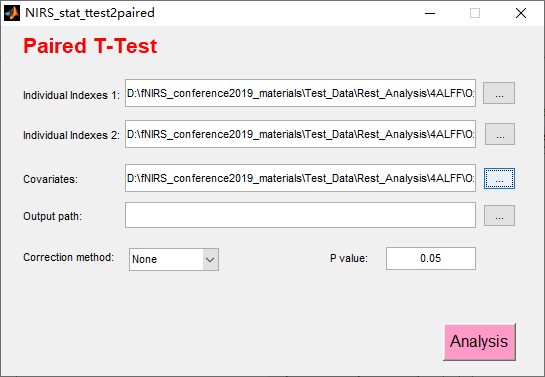 NIRS_stat_ttest2paired
Paired T-Test
Individual Indexes 1: D:\fNIRS_conference2019_materials\Test_Data\Rest_Analysis\4ALFF\O: ...
Individual Indexes 2: D:\fNIRS_conference2019_materials\Test_Data\Rest_Analysis\4ALFF\O: ...
Covariates: D:\fNIRS_conference2019_materials\Test_Data\Rest_Analysis\4ALFF\O: ...
Output path: ...
Correction method: None P value: 0.05
Analysis